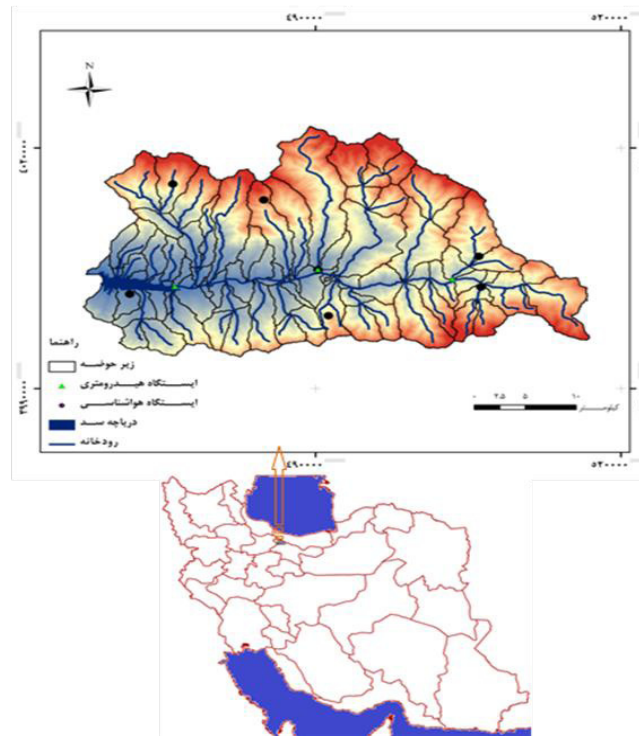 ۴۹۰۰۰۰ ۵۲۰۰۰۰
N
۴۰۲۰۰۰۰
راهنما
زیر حوضه
ایستگاه هیدرومتری
ایستگاه هواشناسی
دریاچه سد
رودخانه
۳۹۹۰۰۰۰
۰ ۲.۵ ۵ ۱۰
کیلومتر
۴۹۰۰۰۰ ۵۲۰۰۰۰